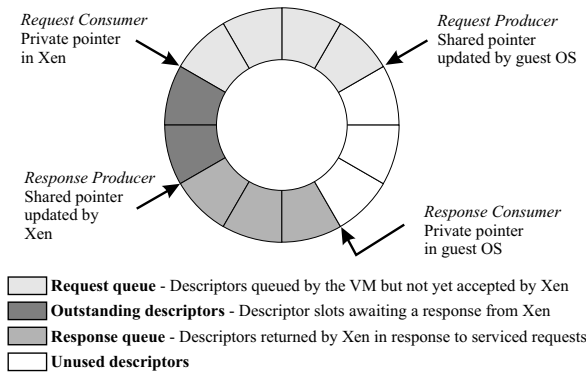 Request Consumer
Private pointer
in Xen
Request Producer
Shared pointer
updated by guest OS
Response Producer
Shared pointer
updated by
Xen
Response Consumer
Private pointer
in guest OS
Request queue - Descriptors queued by the VM but not yet accepted by Xen
Outstanding descriptors - Descriptor slots awaiting a response from Xen
Response queue - Descriptors returned by Xen in response to serviced requests
Unused descriptors